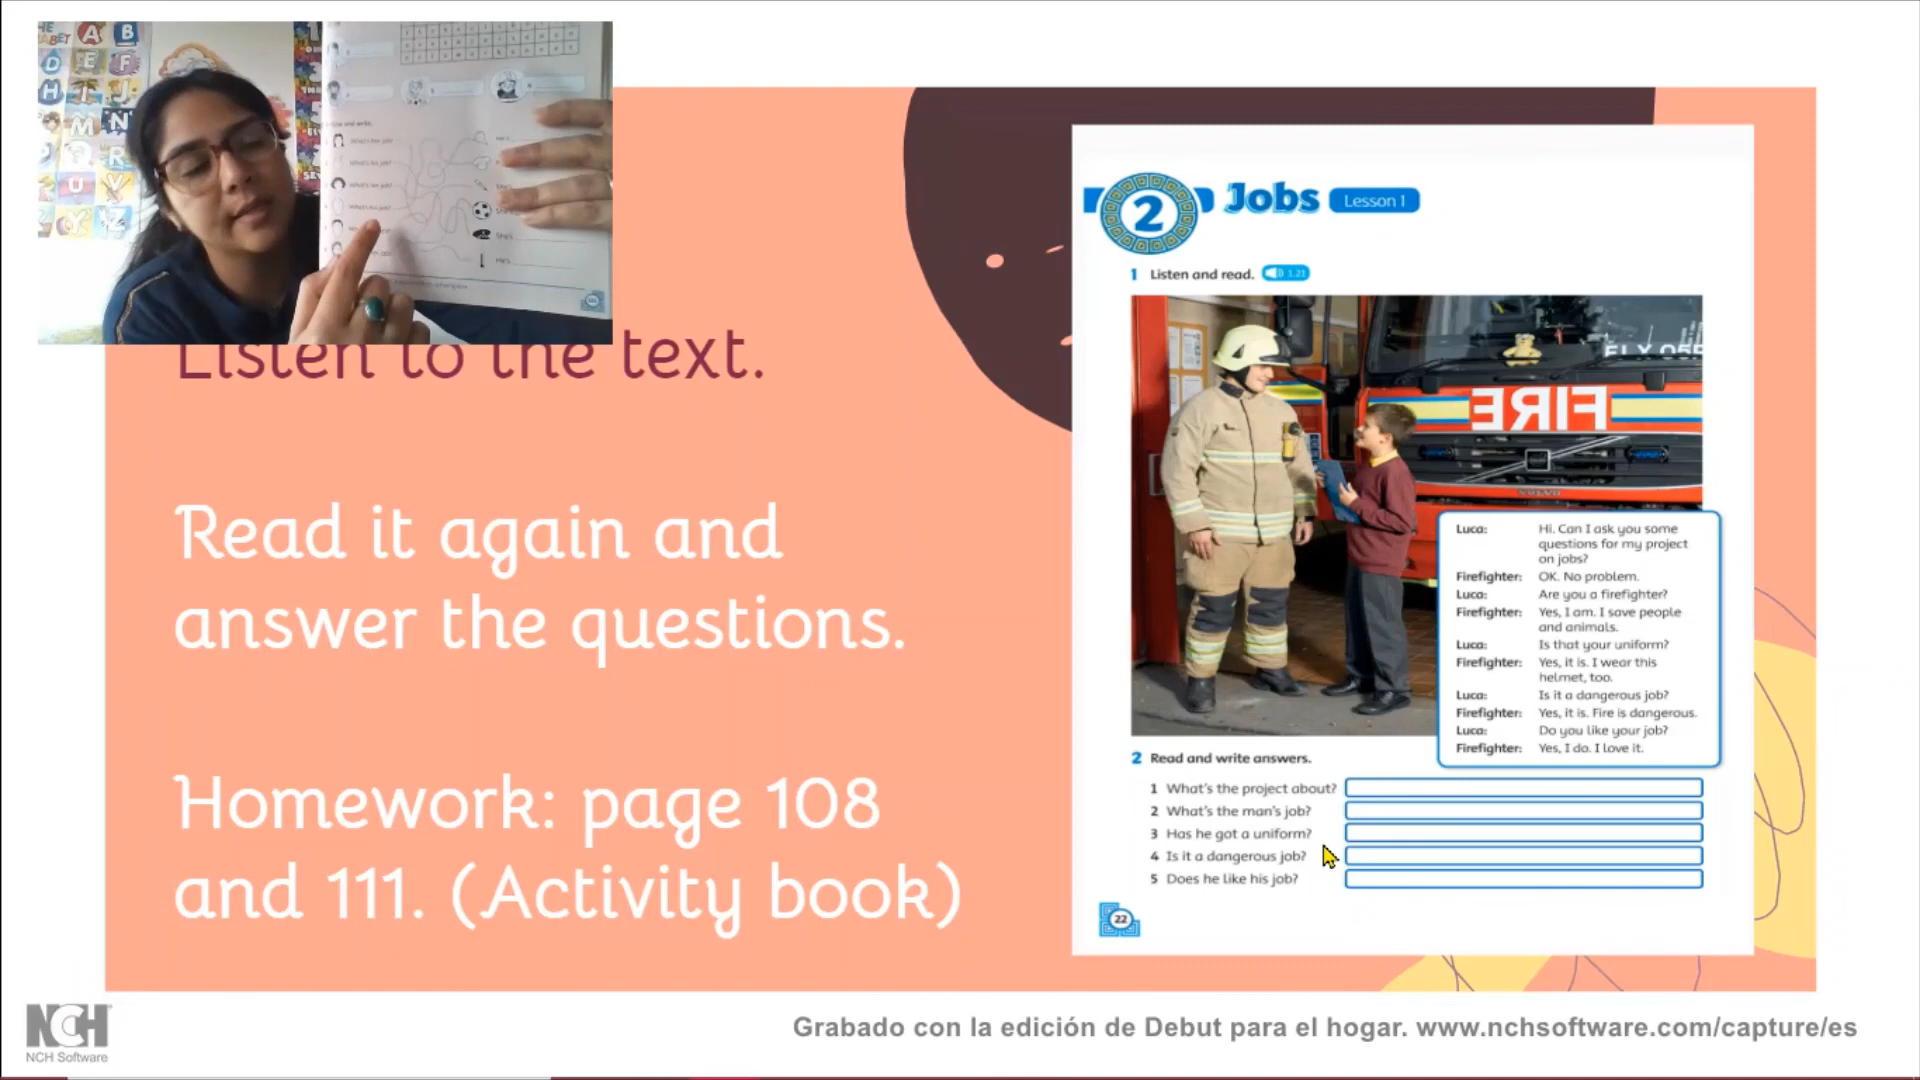 Listen to the text.
Read it again and
answer the questions.
Homework: page 108
and 111. (Activity book)
2 Jobs Lesson 1
1 Listen and read. 1.21
FIRE
VOLVO
Luca: Hi. Can I ask you some
questions for my project
on jobs?
Firefighter: OK. No problem.
Luca: Are you a firefighter?
Firefighter: Yes, I am. I save people
and animals.
Luca: Is that your uniform?
Firefighter: Yes, it is. I wear this
helmet, too.
Luca: Is it a dangerous job?
Firefighter: Yes, it is. Fire is dangerous.
Luca: Do you like your job?
Firefighter: Yes, I do. I love it.
2 Read and write answers.
1 What's the project about?
2 What's the man's job?
3 Has he got a uniform?
4 Is it a dangerous job?
5 Does he like his job?
22
NCH
NCH Software
Grabado con la edición de Debut para el hogar. www.nchsoftware.com/capture/es